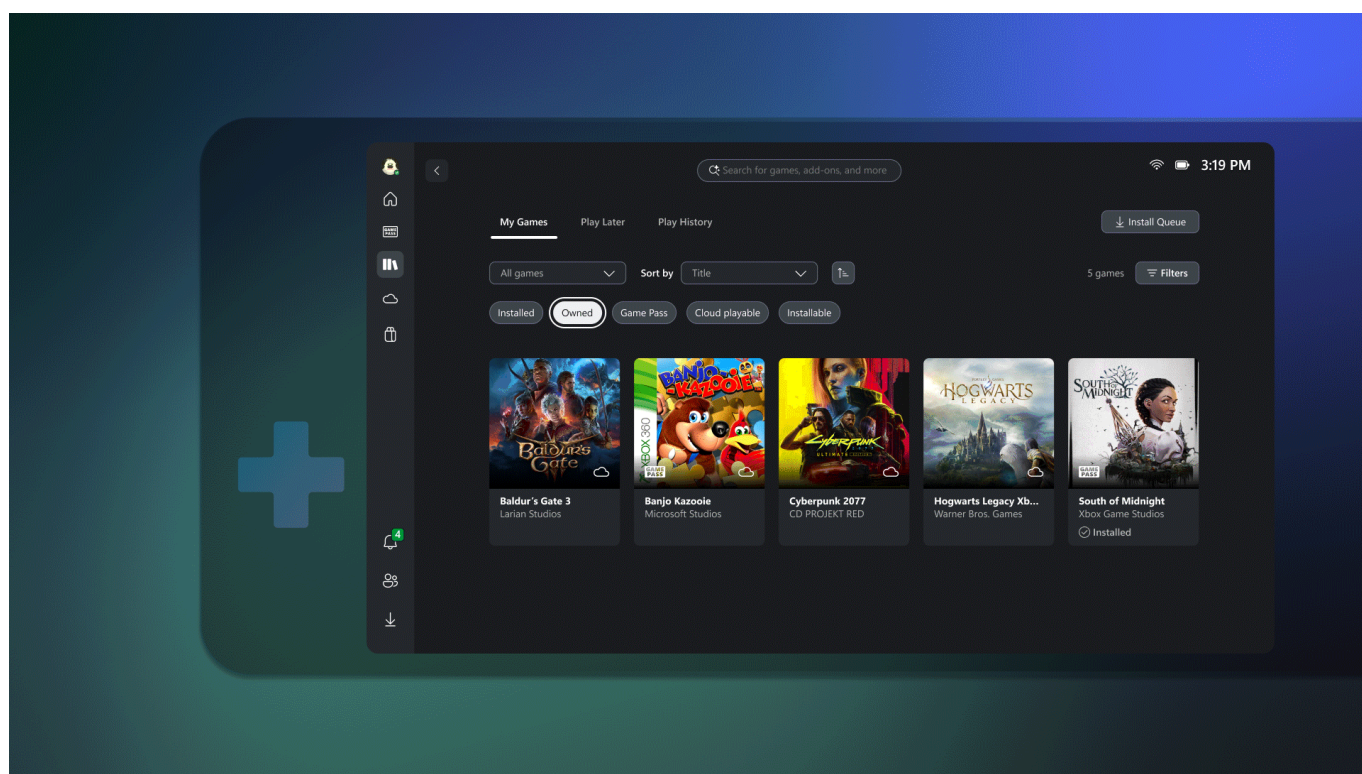 Search for games, add-ons, and more
3:19 PM
GAME
PASS
My Games
Play Later
Play History
Install Queue
All games
Sort by
Title
5 games
Filters
Installed
Owned
Game Pass
Cloud playable
Installable
BALDUR'S
GATE
XBOX 360
BANJO
KAZOOIE
GAME
PASS
CYBERPUNK
ULTIMATE EDITION
HOGWARTS
LEGACY
SOUTH OF
MIDNIGHT
GAME
PASS
Baldur's Gate 3
Larian Studios
Banjo Kazooie
Microsoft Studios
Cyberpunk 2077
CD PROJEKT RED
Hogwarts Legacy Xb...
Warner Bros. Games
South of Midnight
Xbox Game Studios
Installed
4